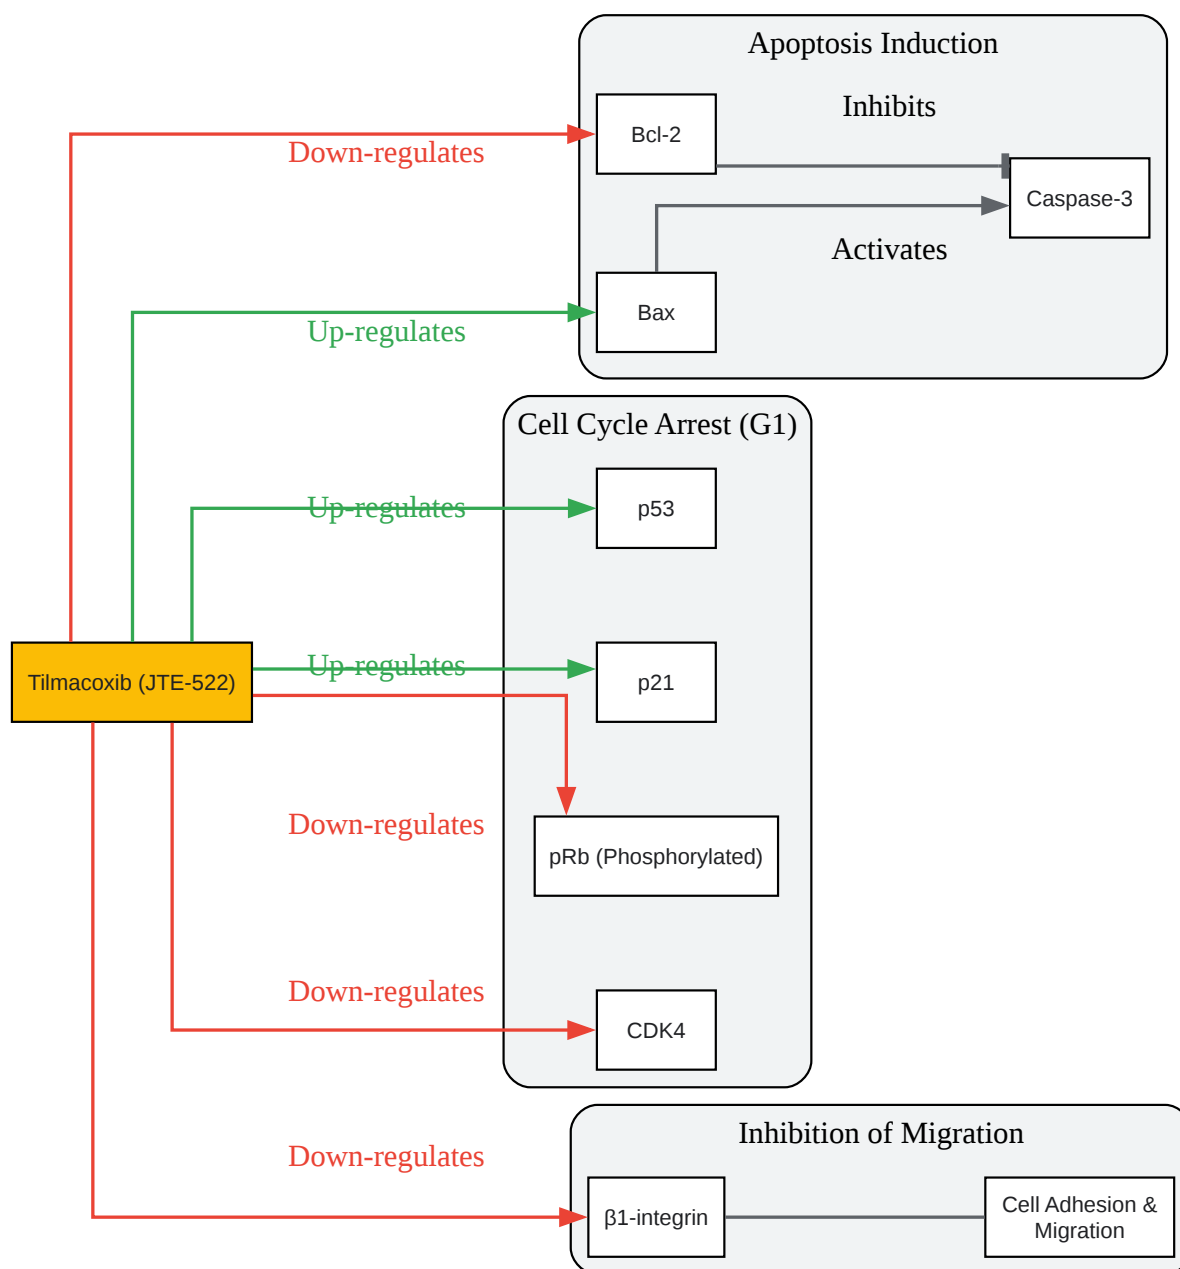 Apoptosis Induction
Inhibits
Bcl-2
Down-regulates
Caspase-3
Activates
Bax
Up-regulates
Cell Cycle Arrest (G1)
Up-regulates
p53
Up-regulates
p21
Tilmacoxib (JTE-522)
Down-regulates
pRb (Phosphorylated)
Down-regulates
CDK4
Inhibition of Migration
Down-regulates
β1-integrin
Cell Adhesion &
Migration